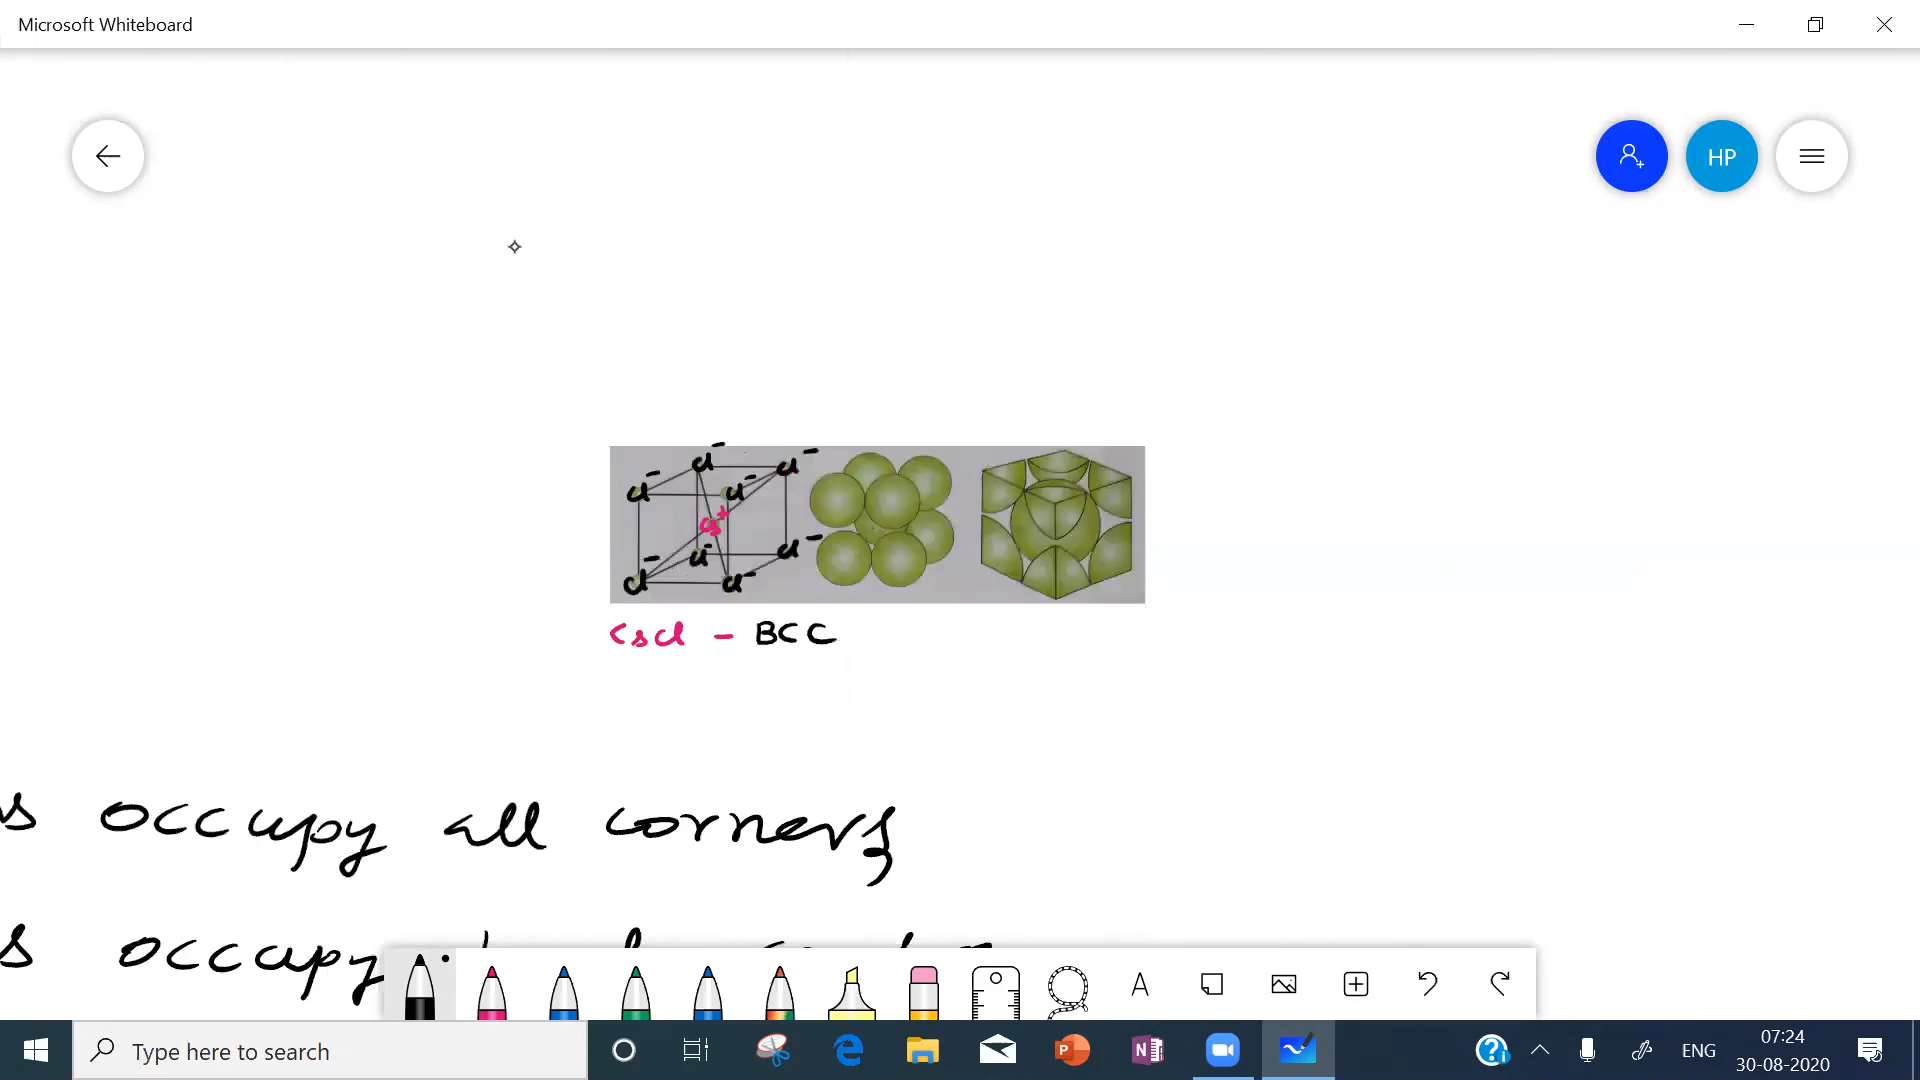 Microsoft Whiteboard
HP
Cl⁻
Cl⁻
Cl⁻
Cl⁻
Cs⁺
Cl⁻
Cl⁻
Cl⁻
Cl⁻
CsCl - BCC
occupy all corners
occupy
A
Type here to search
ENG
07:24
30-08-2020